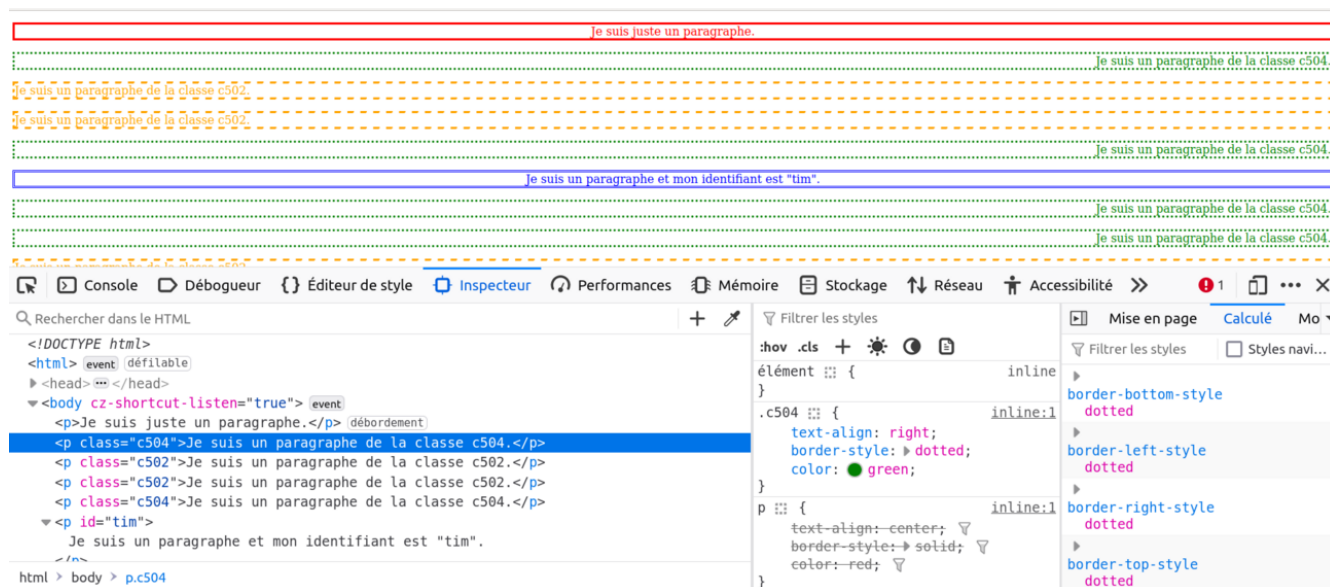 Je suis juste un paragraphe.
Je suis un paragraphe de la classe c504.
Je suis un paragraphe de la classe c502.
Je suis un paragraphe de la classe c502.
Je suis un paragraphe de la classe c504.
Je suis un paragraphe et mon identifiant est "tim".
Je suis un paragraphe de la classe c504.
Je suis un paragraphe de la classe c504.
Je suis un paragraphe de la classe c502.
Console Débogueur {} Éditeur de style Inspecteur Performances Mémoire Stockage Réseau Accessibilité 1
Rechercher dans le HTML
<!DOCTYPE html>
<html> event défilable
<head> ••• </head>
<body cz-shortcut-listen="true"> event
<p>Je suis juste un paragraphe.</p> débordement
<p class="c504">Je suis un paragraphe de la classe c504.</p>
<p class="c502">Je suis un paragraphe de la classe c502.</p>
<p class="c502">Je suis un paragraphe de la classe c502.</p>
<p class="c504">Je suis un paragraphe de la classe c504.</p>
<p id="tim">
Je suis un paragraphe et mon identifiant est "tim".
</p>
html > body > p.c504
Filtrer les styles
:hov .cls +
élément { inline
}
.c504 { inline:1
text-align: right;
border-style: dotted;
color: green;
}
p { inline:1
text-align: center;
border-style: solid;
color: red;
}
Mise en page Calculé Mo
Filtrer les styles Styles navi...
border-bottom-style
dotted
border-left-style
dotted
border-right-style
dotted
border-top-style
dotted